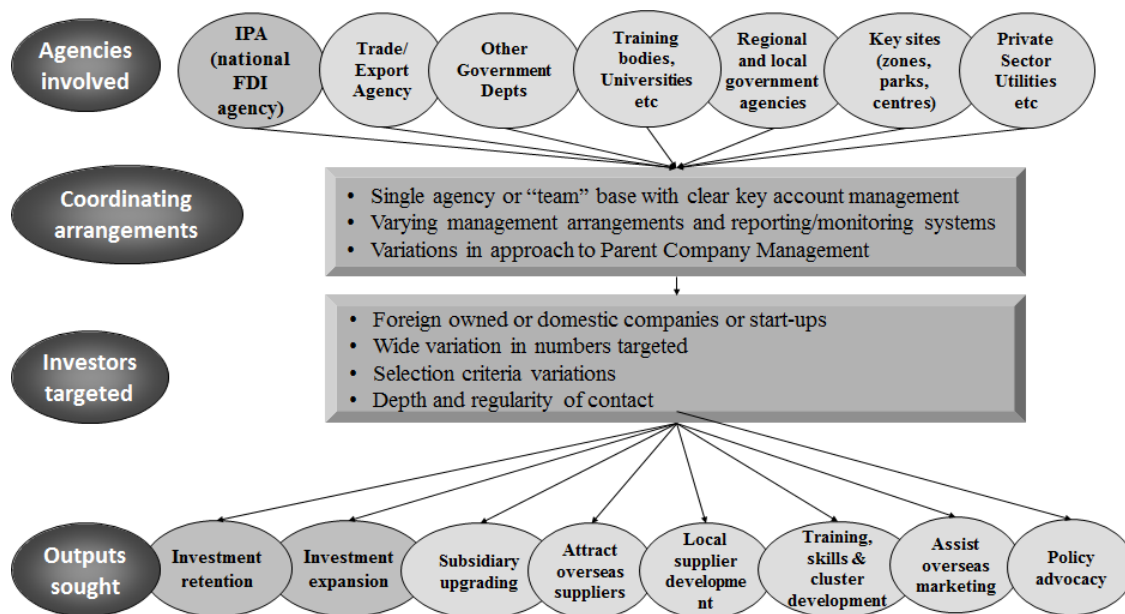 Agencies
involved
IPA
(national
FDI
agency)
Trade/
Export
Agency
Other
Government
Depts
Training
bodies,
Universities
etc
Regional
and local
government
agencies
Key sites
(zones,
parks,
centres)
Private
Sector
Utilities
etc
Coordinating
arrangements
• Single agency or “team” base with clear key account management
• Varying management arrangements and reporting/monitoring systems
• Variations in approach to Parent Company Management
Investors
targeted
• Foreign owned or domestic companies or start-ups
• Wide variation in numbers targeted
• Selection criteria variations
• Depth and regularity of contact
Outputs
sought
Investment
retention
Investment
expansion
Subsidiary
upgrading
Attract
overseas
suppliers
Local
supplier
developme
nt
Training,
skills &
cluster
development
Assist
overseas
marketing
Policy
advocacy